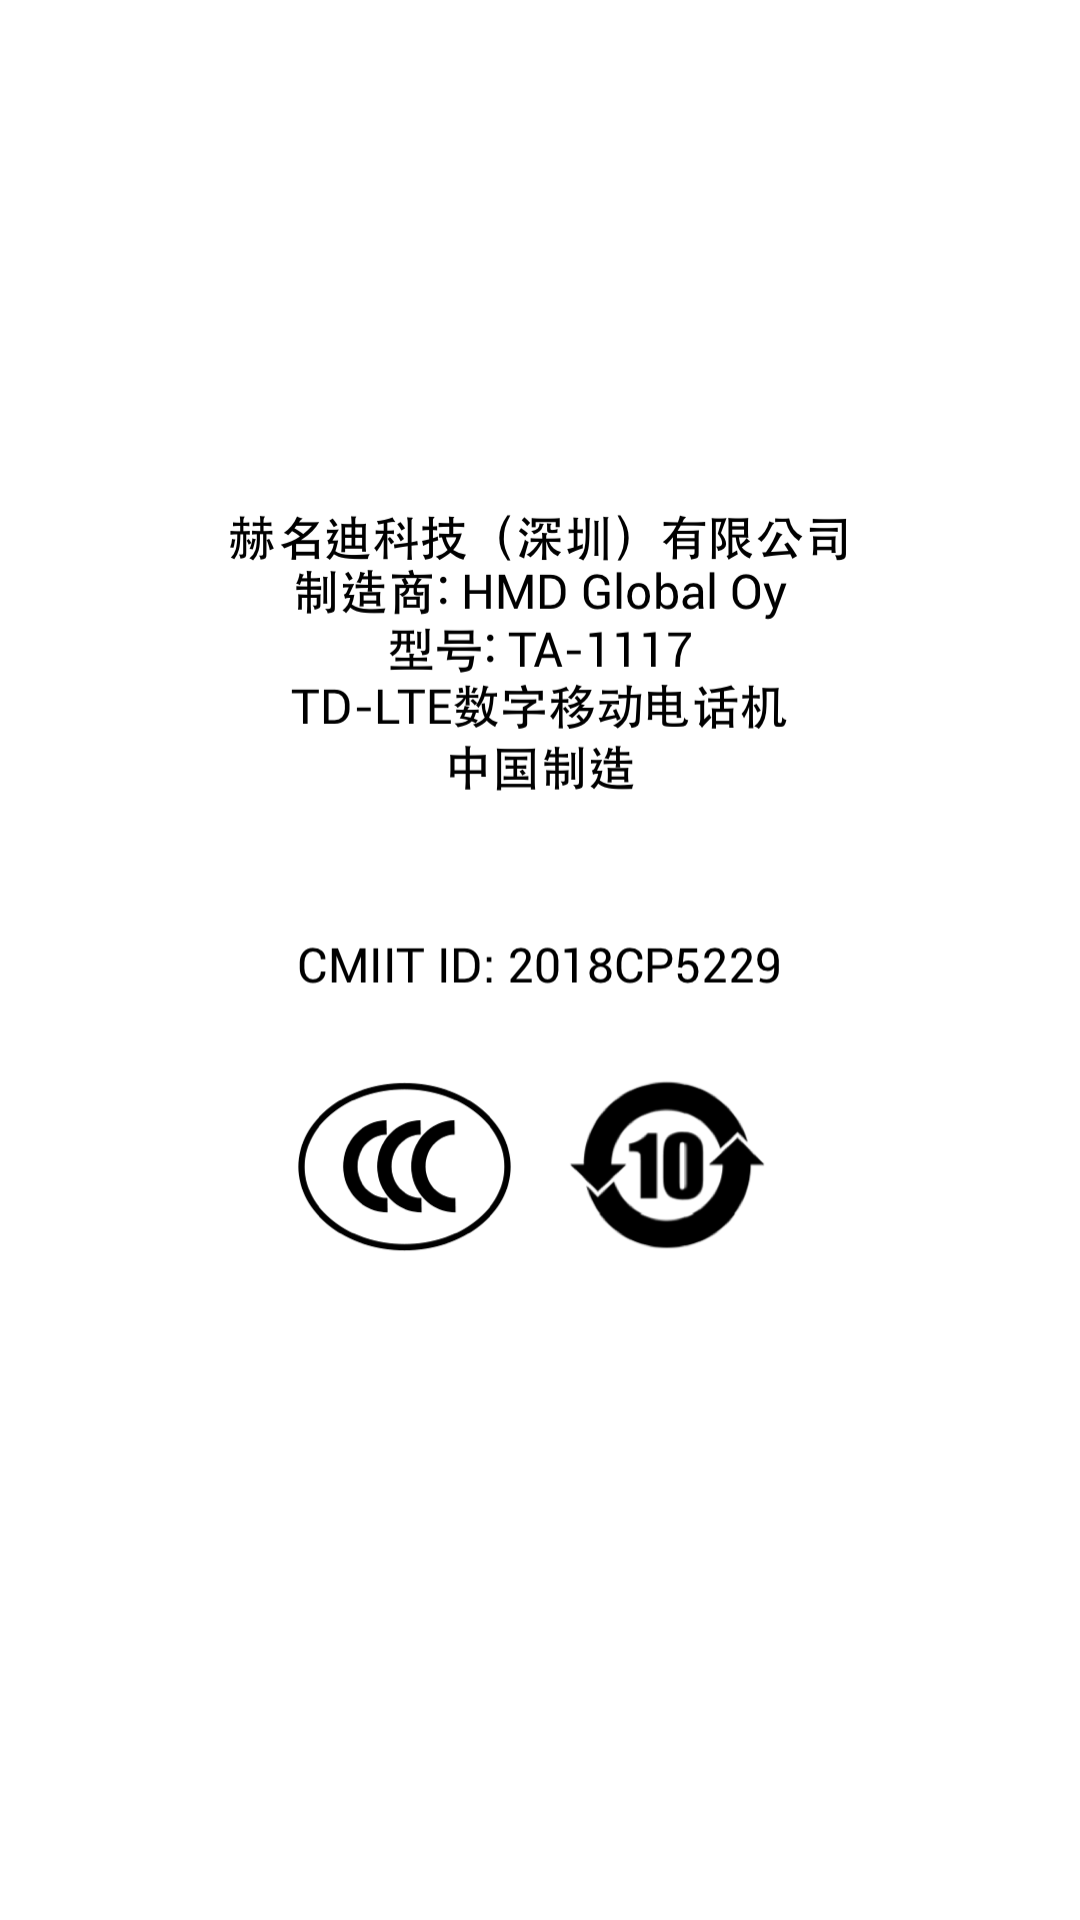 赫名迪科技（深圳）有限公司
制造商: HMD Global Oy
型号: TA-1117
TD-LTE数字移动电话机
中国制造
CMIIT ID: 2018CP5229
CCC
10